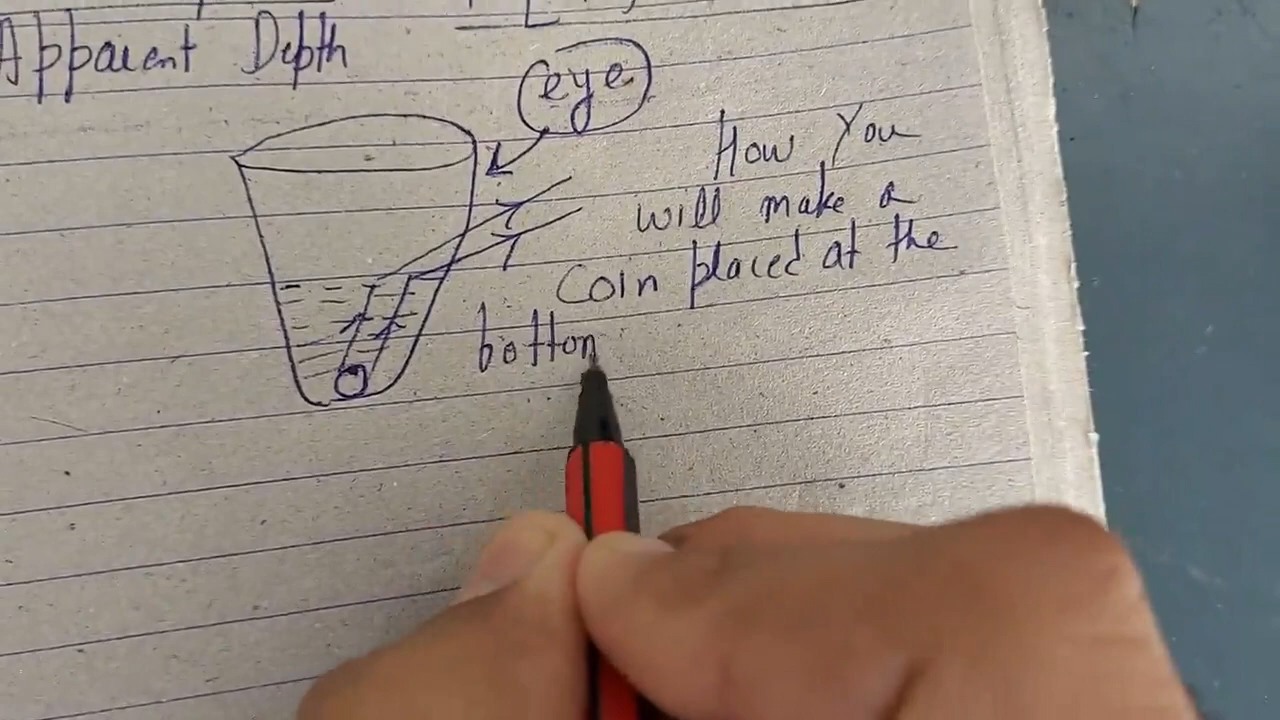 Apparent Depth
eye
How You
will make a
Coin placed at the
botton